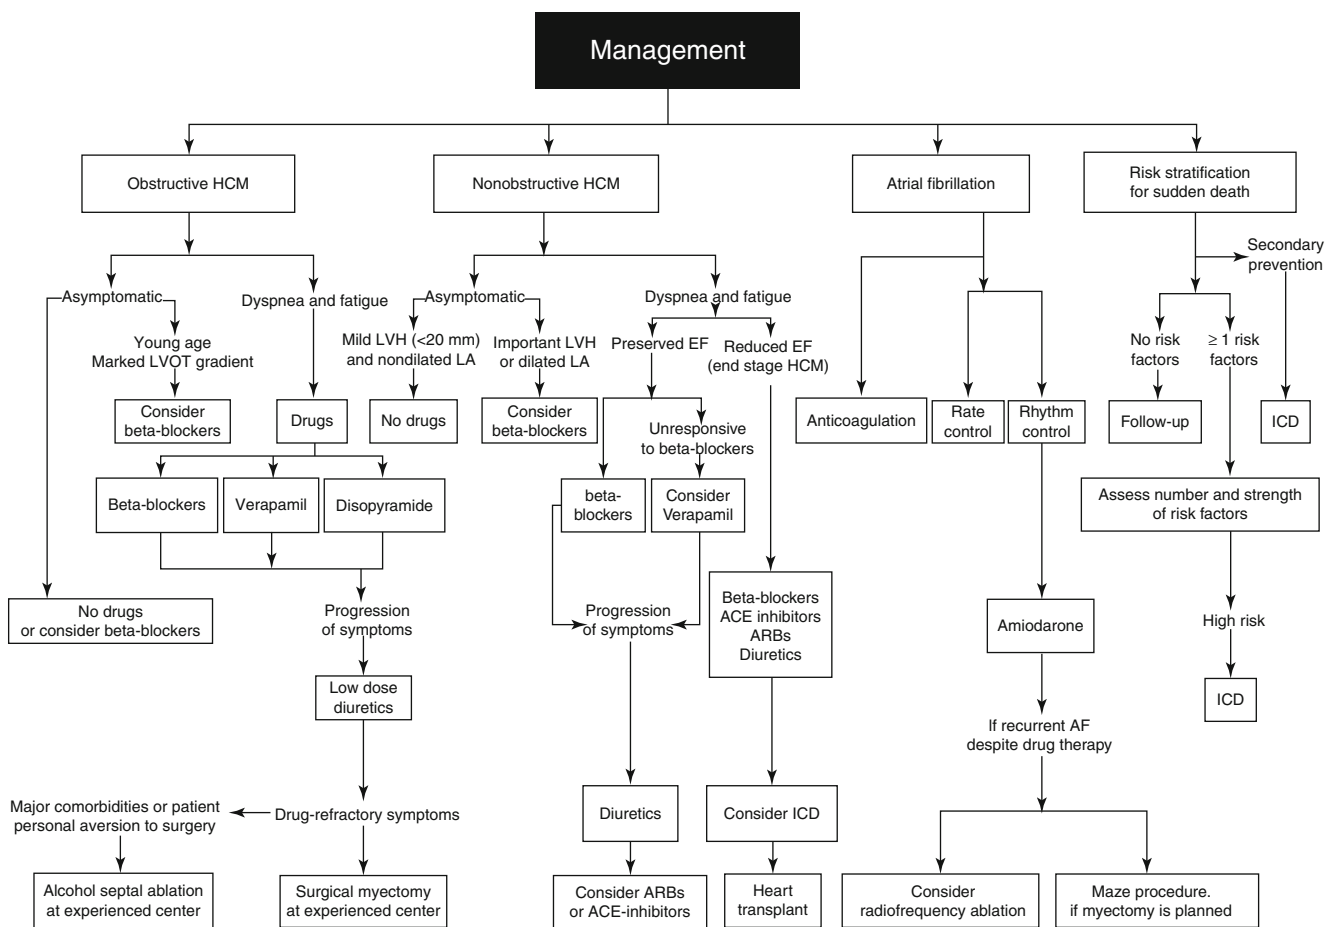 Management
Obstructive HCM
Nonobstructive HCM
Atrial fibrillation
Risk stratification
for sudden death
Secondary
prevention
Asymptomatic
Dyspnea and fatigue
Young age
Marked LVOT gradient
Asymptomatic
Mild LVH (<20 mm)
and nondilated LA
Important LVH
or dilated LA
Dyspnea and fatigue
Preserved EF
Reduced EF
(end stage HCM)
No risk
factors
≥ 1 risk
factors
Consider
beta-blockers
Drugs
No drugs
Consider
beta-blockers
Unresponsive
to beta-blockers
Anticoagulation
Rate
control
Rhythm
control
Follow-up
ICD
Beta-blockers
Verapamil
Disopyramide
beta-
blockers
Consider
Verapamil
Assess number and strength
of risk factors
No drugs
or consider beta-blockers
Progression
of symptoms
Progression
of symptoms
Beta-blockers
ACE inhibitors
ARBs
Diuretics
Amiodarone
High risk
Low dose
diuretics
ICD
If recurrent AF
despite drug therapy
Major comorbidities or patient
personal aversion to surgery
Drug-refractory symptoms
Diuretics
Consider ICD
Alcohol septal ablation
at experienced center
Surgical myectomy
at experienced center
Consider ARBs
or ACE-inhibitors
Heart
transplant
Consider
radiofrequency ablation
Maze procedure.
if myectomy is planned